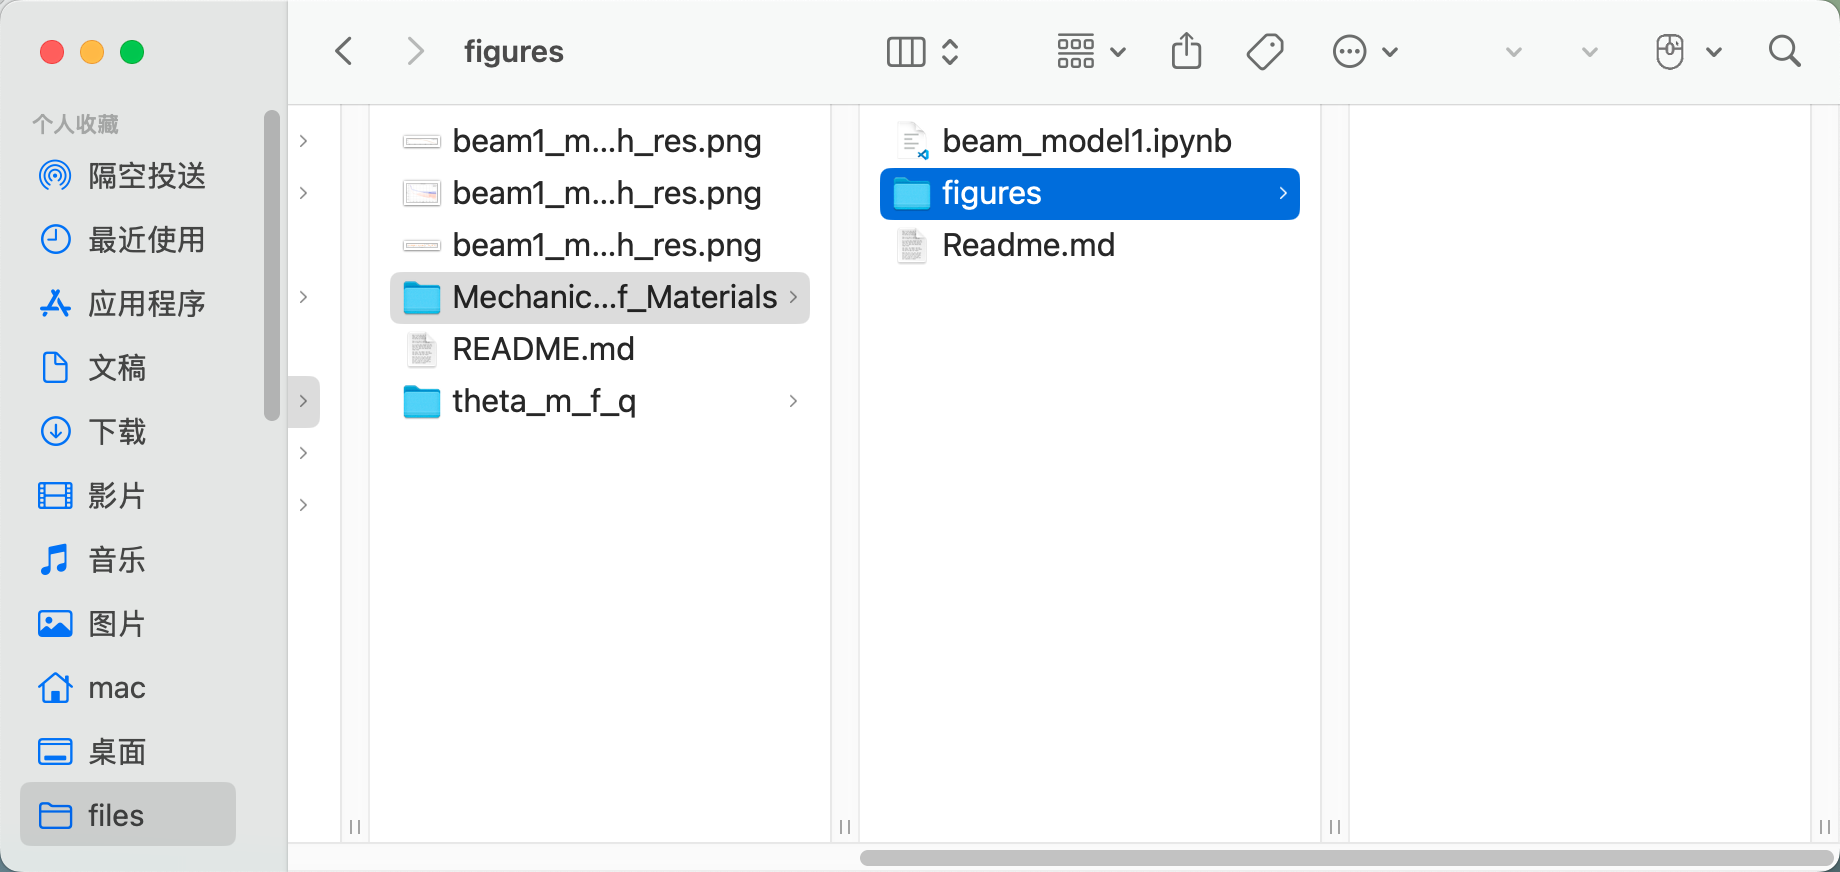 figures
个人收藏
隔空投送
最近使用
应用程序
文稿
下载
影片
音乐
图片
mac
桌面
files
beam1_m...h_res.png
beam1_m...h_res.png
beam1_m...h_res.png
Mechanic...f_Materials
README.md
theta_m_f_q
beam_model1.ipynb
figures
Readme.md